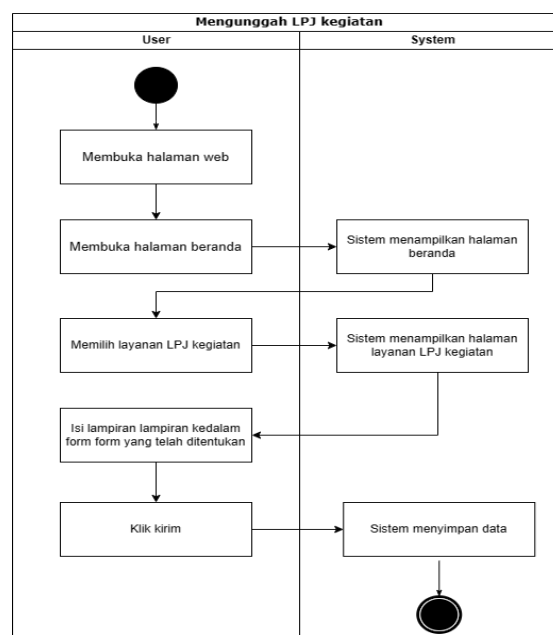 Mengunggah LPJ kegiatan
User
System
Membuka halaman web
Membuka halaman beranda
Sistem menampilkan halaman
beranda
Memilih layanan LPJ kegiatan
Sistem menampilkan halaman
layanan LPJ kegiatan
Isi lampiran lampiran kedalam
form form yang telah ditentukan
Klik kirim
Sistem menyimpan data